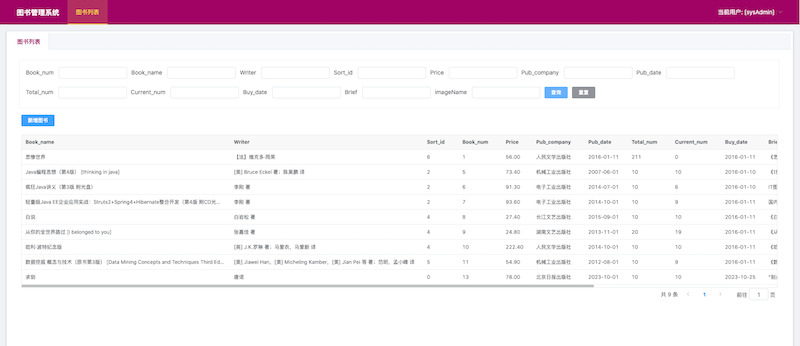 图书管理系统 图书列表 当前用户: (sysAdmin)
图书列表
Book_num Book_name Writer Sort_id Price Pub_company Pub_date
Total_num Current_num Buy_date Brief ImageName 查询 重置
新增图书
Book_name Writer Sort_id Book_num Price Pub_company Pub_date Total_num Current_num Buy_date Brief
思维世界 【法】维克多·雨果 6 1 56.00 人民文学出版社 2016-01-11 211 0 2016-01-11
Java编程思想（第4版） [thinking in java] [美] Bruce Eckel 著；陈昊鹏 译 2 5 73.40 机械工业出版社 2007-06-01 10 10 2016-01-10
疯狂Java讲义（第3版 附光盘） 李刚 著 2 6 91.30 电子工业出版社 2014-07-01 10 6 2016-01-10
轻量级Java EE企业应用实战：Struts2+Spring4+Hibernate整合开发（第4版 附CD光... 李刚 著 2 7 93.60 电子工业出版社 2014-10-01 10 9 2016-01-11
白说 白岩松 著 4 8 27.40 长江文艺出版社 2015-09-01 10 10 2016-01-11
从你的全世界路过 [I belonged to you] 张嘉佳 著 4 9 24.80 湖南文艺出版社 2013-11-01 20 19 2016-01-11
哈利·波特纪念版 [英] J.K.罗琳 著；马爱农，马爱新 译 4 10 222.40 人民文学出版社 2014-10-01 10 10 2016-01-11
数据挖掘 概念与技术（原书第3版） [Data Mining Concepts and Techniques Third Ed... [美] Jiawei Han，[美] Micheling Kamber，[美] Jian Pei 等 著；范明，孟小峰 译 5 11 54.90 机械工业出版社 2012-08-01 10 9 2016-01-11
求剑 唐诺 0 13 78.00 北京日报出版社 2023-10-01 10 10 2023-10-25
共 9 条 1 前往 1 页